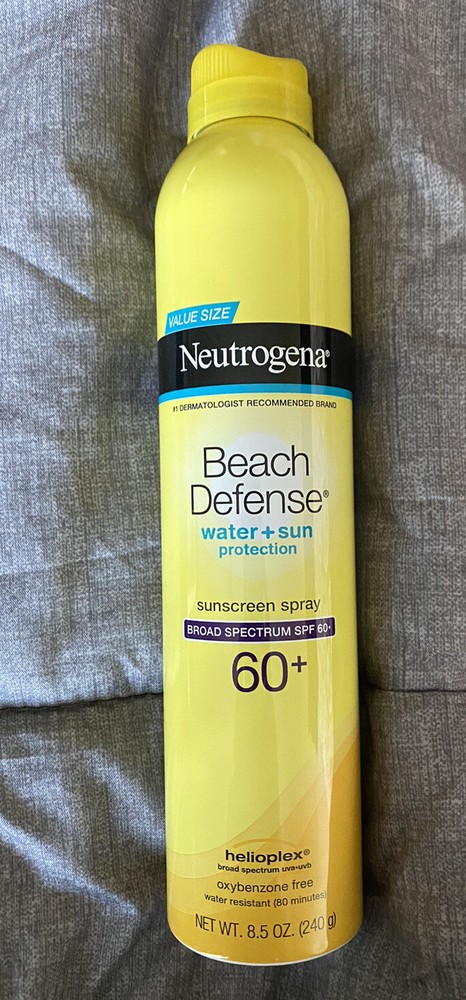 VALUE SIZE
Neutrogena®
#1 DERMATOLOGIST RECOMMENDED BRAND
Beach
Defense®
water+sun
protection
sunscreen spray
BROAD SPECTRUM SPF 60+
60+
helioplex®
broad spectrum uva•uvb
oxybenzone free
water resistant (80 minutes)
NET WT. 8.5 OZ. (240 g)